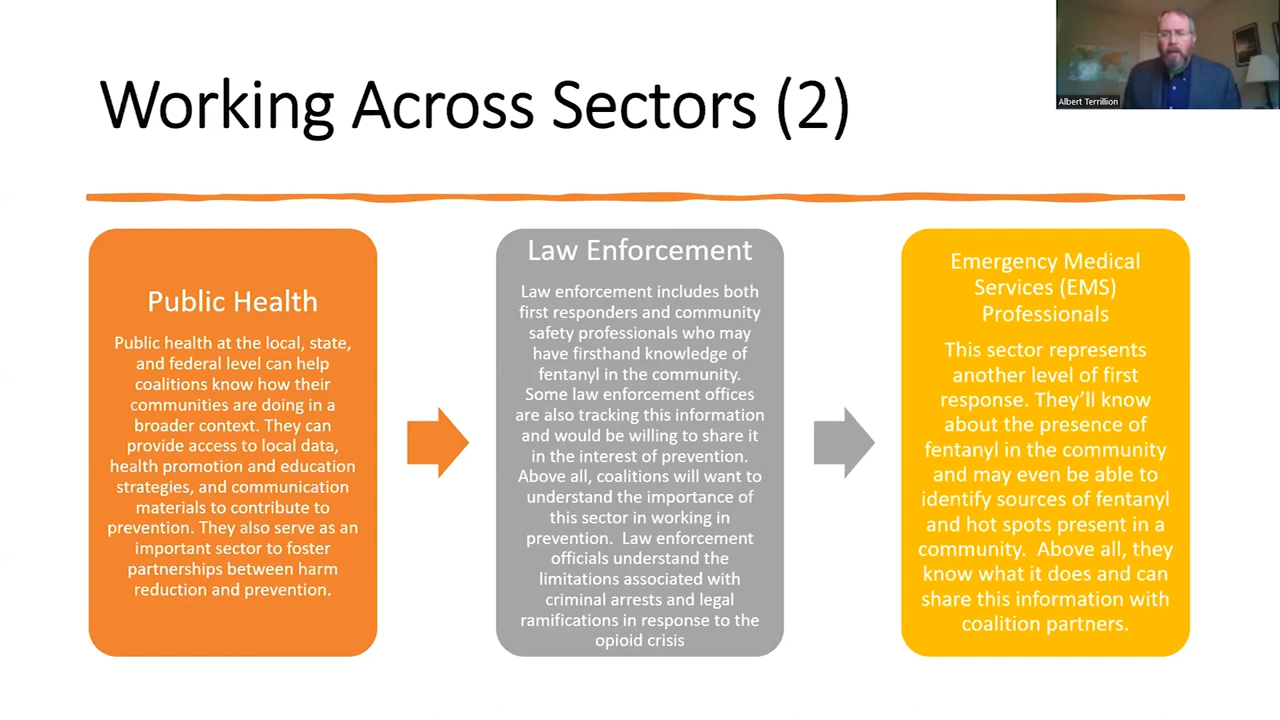 Albert Terrillion
Working Across Sectors (2)
Public Health
Public health at the local, state,
and federal level can help
coalitions know how their
communities are doing in a
broader context. They can
provide access to local data,
health promotion and education
strategies, and communication
materials to contribute to
prevention. They also serve as an
important sector to foster
partnerships between harm
reduction and prevention.
Law Enforcement
Law enforcement includes both
first responders and community
safety professionals who may
have firsthand knowledge of
fentanyl in the community.
Some law enforcement offices
are also tracking this information
and would be willing to share it
in the interest of prevention.
Above all, coalitions will want to
understand the importance of
this sector in working in
prevention.  Law enforcement
officials understand the
limitations associated with
criminal arrests and legal
ramifications in response to the
opioid crisis
Emergency Medical
Services (EMS)
Professionals
This sector represents
another level of first
response. They’ll know
about the presence of
fentanyl in the community
and may even be able to
identify sources of fentanyl
and hot spots present in a
community.  Above all, they
know what it does and can
share this information with
coalition partners.